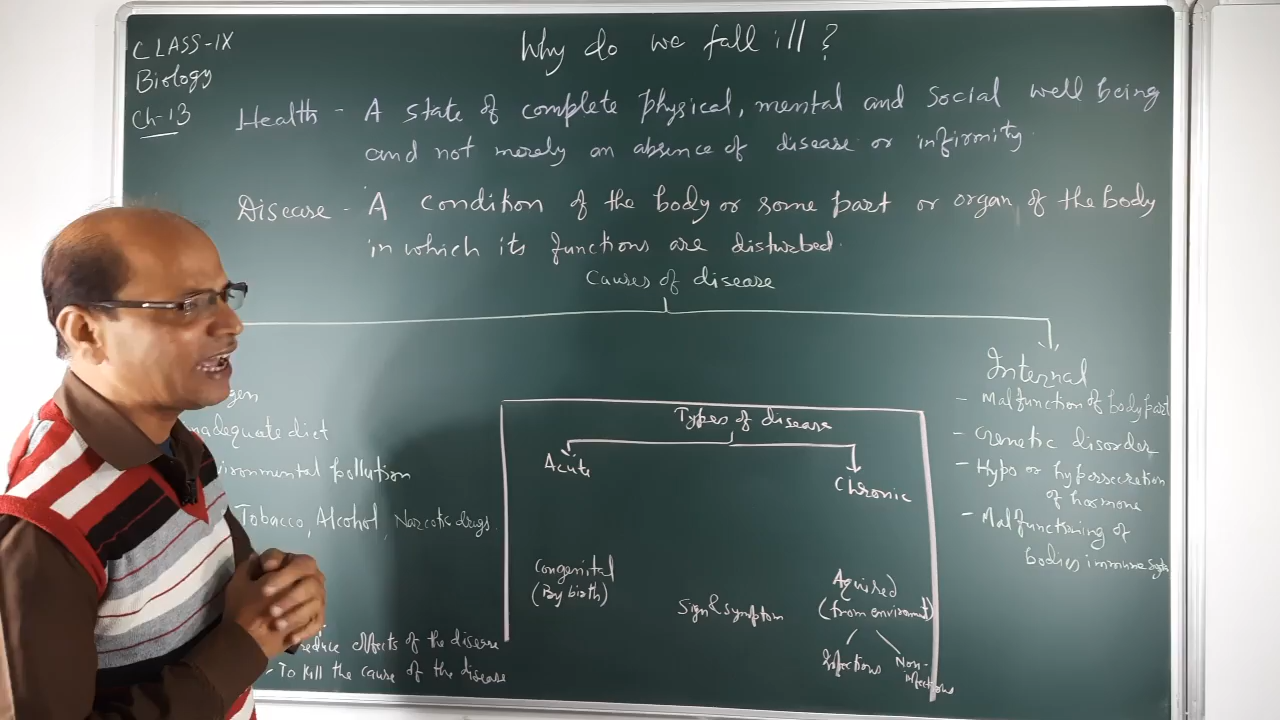 CLASS-IX
Biology
Ch-13
Why do we fall ill?
Health - A state of complete physical, mental and Social well being
and not merely an absence of disease or infirmity.
Disease - A condition of the body or some part or organ of the body
in which its functions are disturbed.
Causes of disease
Internal
- Malfunction of body part
- Genetic disorder
- Hypo or hypersecretion
of hormone
- Malfunctioning of
bodies immune
gen
nadequate diet
ironmental pollution
Tobacco, Alcohol, Narcotic drugs.
Types of disease
Acute
Chronic
Congenital
(By birth)
Sign & Symptom
Aquired
(from environment)
Infectious
Non-
infectious
reduce effects of the disease
- To kill the cause of the disease